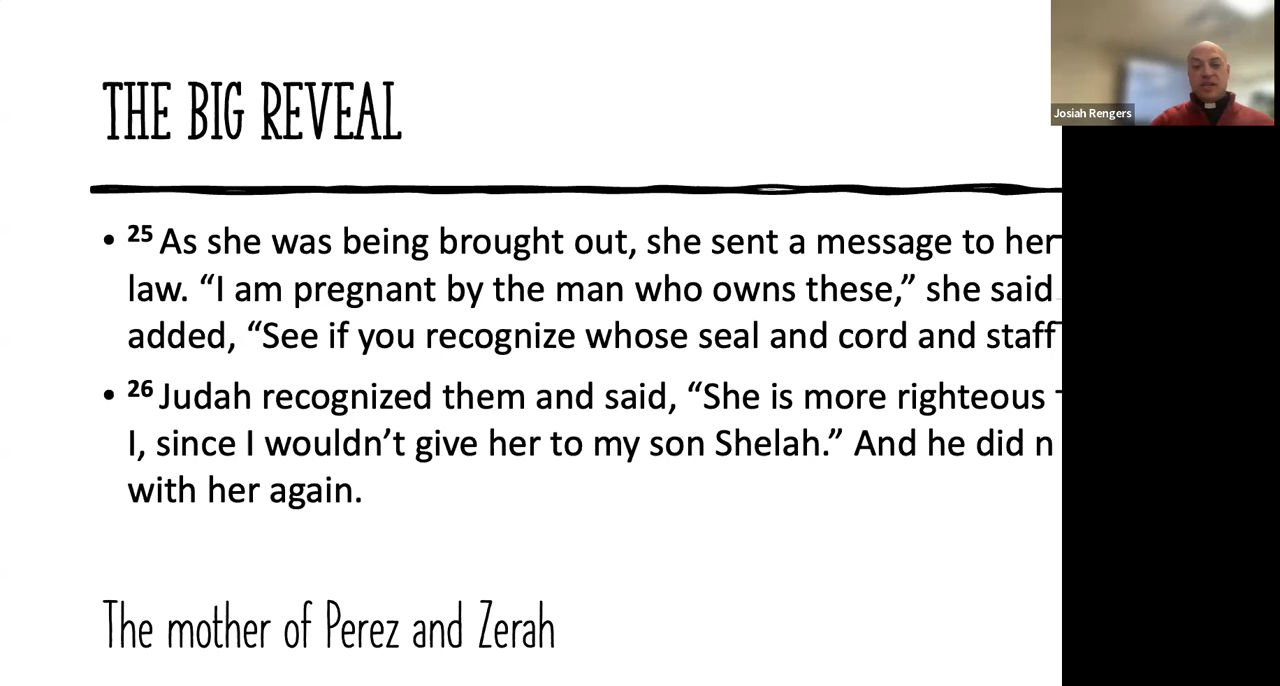 THE BIG REVEAL
Josiah Rengers
• 25 As she was being brought out, she sent a message to her
law. “I am pregnant by the man who owns these,” she said
added, “See if you recognize whose seal and cord and staff
• 26 Judah recognized them and said, “She is more righteous
I, since I wouldn’t give her to my son Shelah.” And he did n
with her again.
The mother of Perez and Zerah